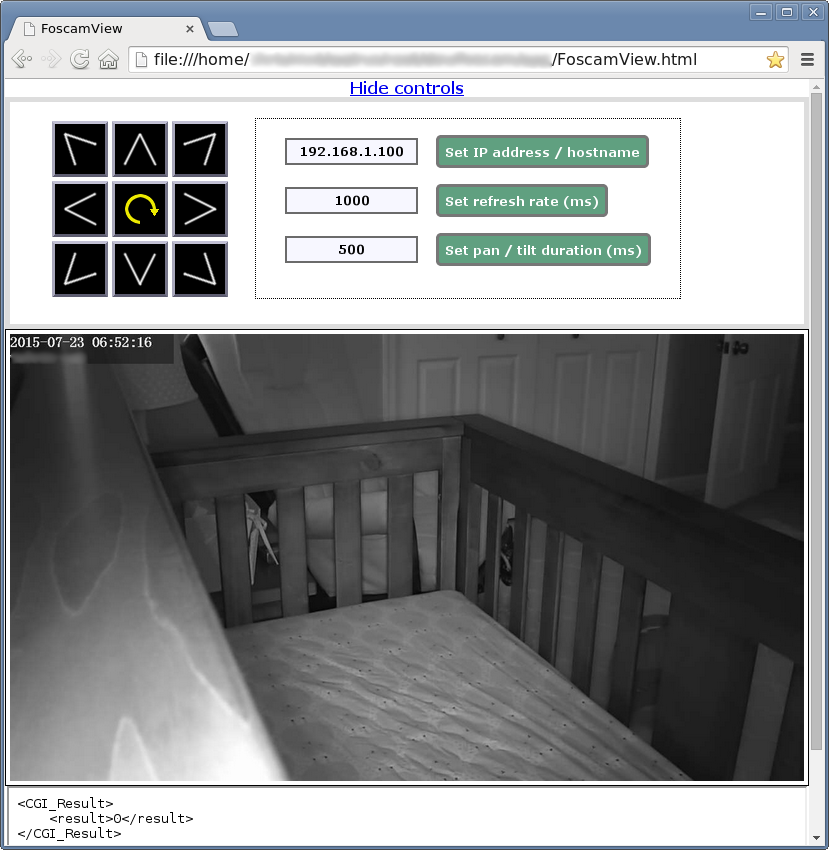 FoscamView
file:///home/ /FoscamView.html
Hide controls
192.168.1.100 Set IP address / hostname
1000 Set refresh rate (ms)
500 Set pan / tilt duration (ms)
2015-07-23 06:52:16
<CGI_Result>
<result>0</result>
</CGI_Result>